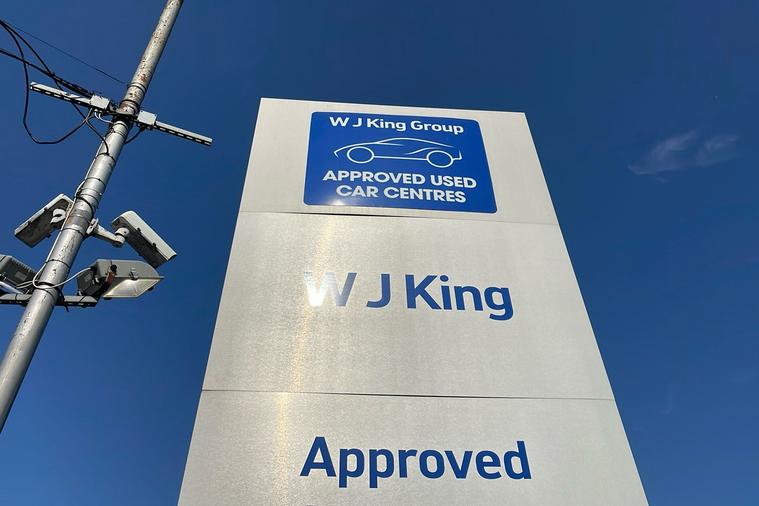 W J King Group
APPROVED USED
CAR CENTRES
W J King
Approved